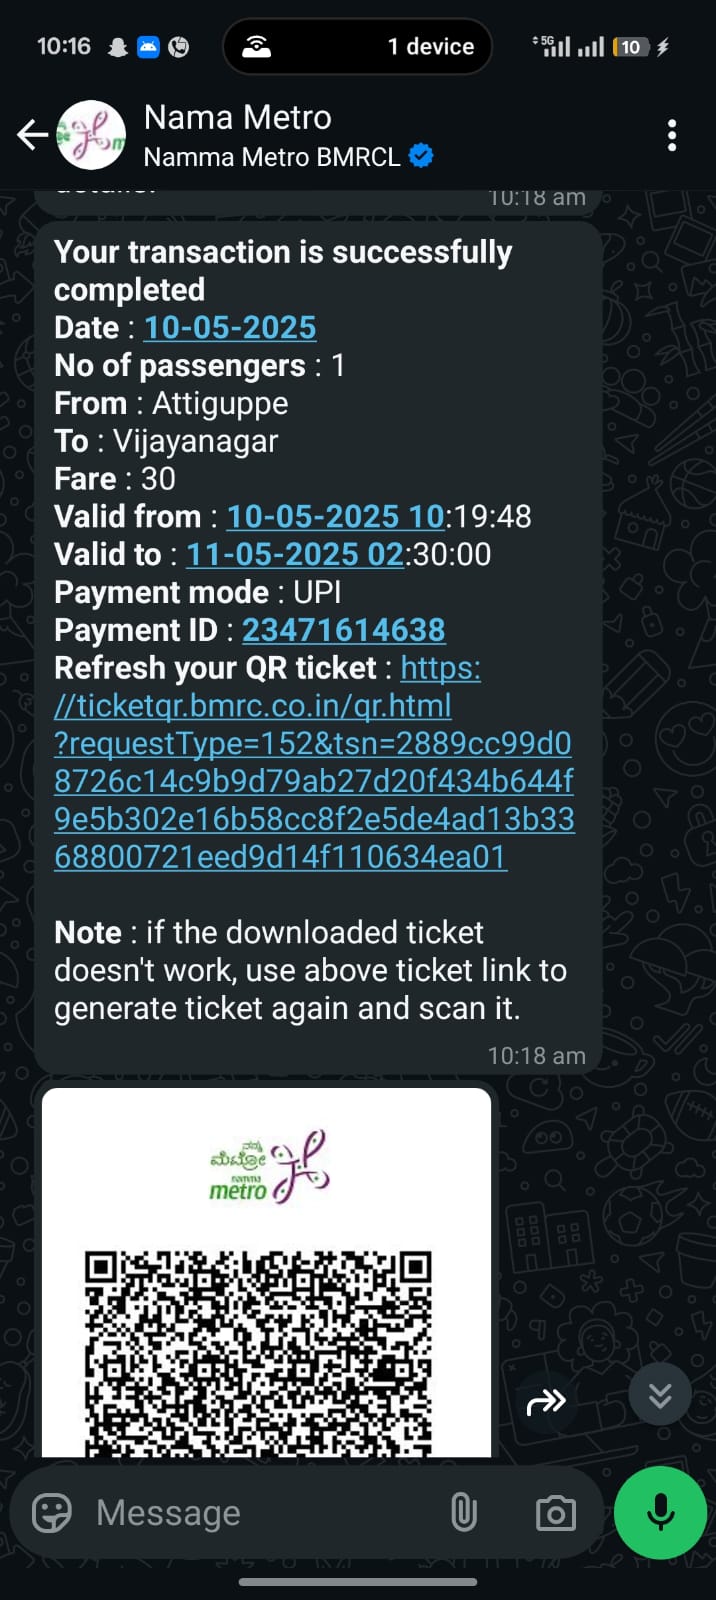 10:16
1 device
5G
10
Nama Metro
Namma Metro BMRCL
10:18 am
Your transaction is successfully
completed
Date : 10-05-2025
No of passengers : 1
From : Attiguppe
To : Vijayanagar
Fare : 30
Valid from : 10-05-2025 10:19:48
Valid to : 11-05-2025 02:30:00
Payment mode : UPI
Payment ID : 23471614638
Refresh your QR ticket : https:
//ticketqr.bmrc.co.in/qr.html
?requestType=152&tsn=2889cc99d0
8726c14c9b9d79ab27d20f434b644f
9e5b302e16b58cc8f2e5de4ad13b33
68800721eed9d14f110634ea01
Note : if the downloaded ticket
doesn't work, use above ticket link to
generate ticket again and scan it.
10:18 am
ನಮ್ಮ
ಮೆಟ್ರೋ
namma
metro
Message